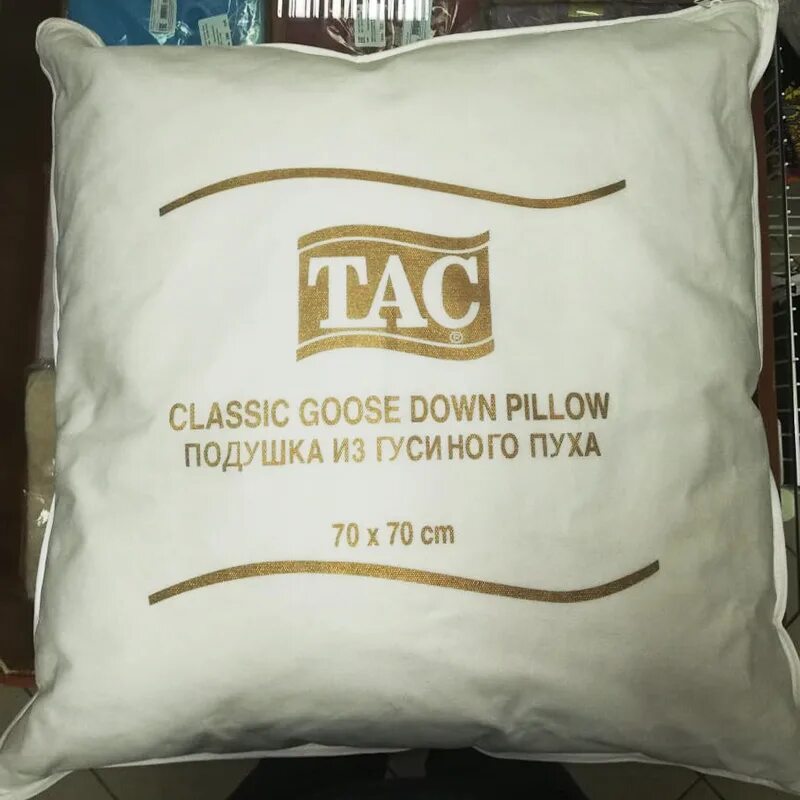 TAC®
CLASSIC GOOSE DOWN PILLOW
ПОДУШКА ИЗ ГУСИНОГО ПУХА
70 x 70 cm